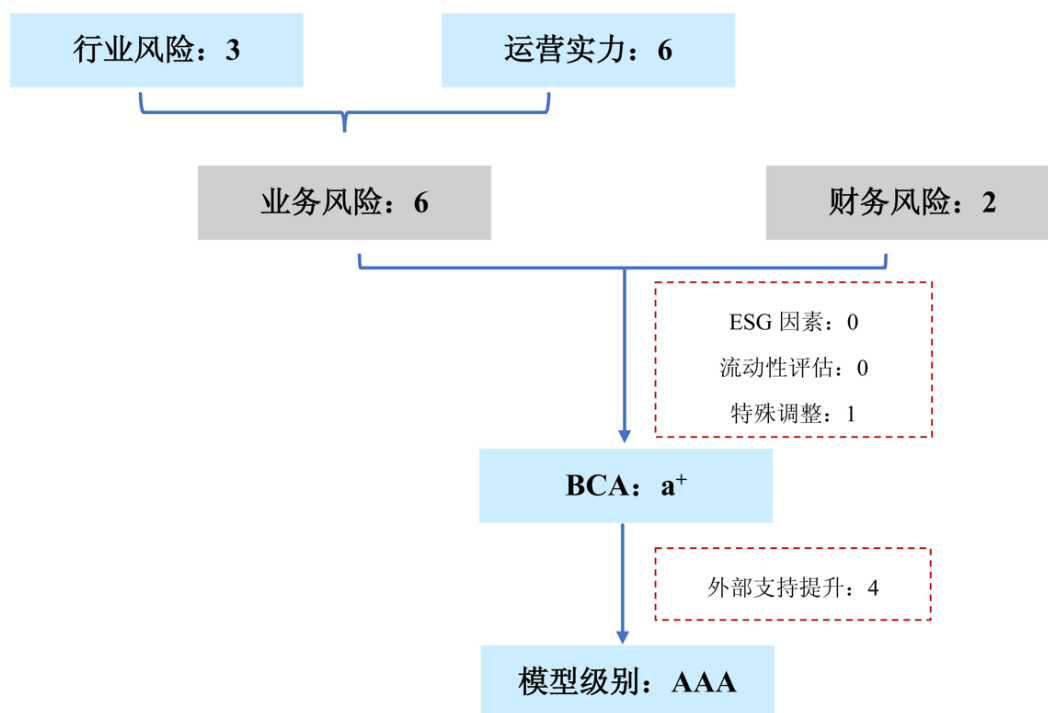 行业风险：3
运营实力：6
业务风险：6
财务风险：2
ESG 因素：0
流动性评估：0
特殊调整：1
BCA：a⁺
外部支持提升：4
模型级别：AAA